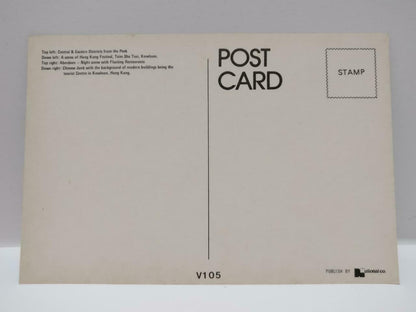 Top left: Central & Eastern Districts from the Peak
Down left: A scene of Hong Kong Festival, Tsim Sha Tsui, Kowloon.
Top right: Aberdeen - Night scene with Floating Restaurants
Down right: Chinese Junk with the background of modern buildings being the
tourist Centre in Kowloon, Hong Kong.
POST
CARD
STAMP
V105
PUBLISH BY National co.